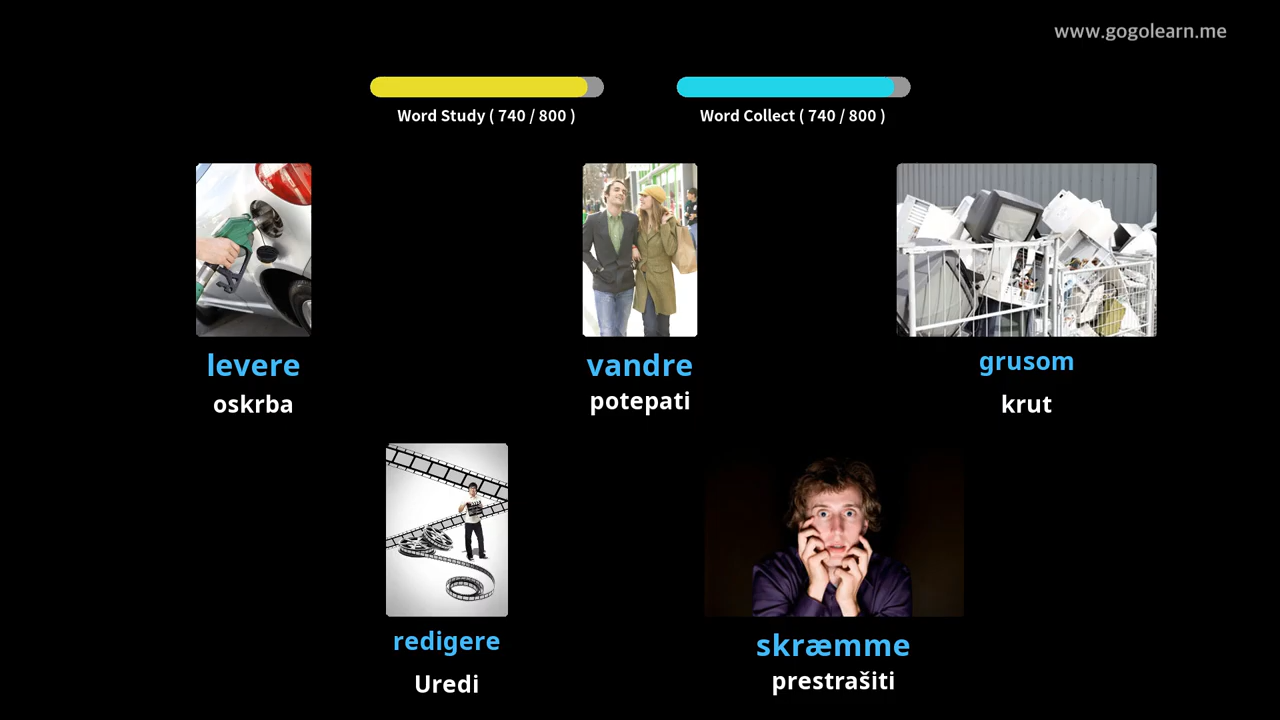 www.gogolearn.me
Word Study ( 740 / 800 )
Word Collect ( 740 / 800 )
levere
oskrba
vandre
potepati
grusom
krut
redigere
Uredi
skræmme
prestrašiti